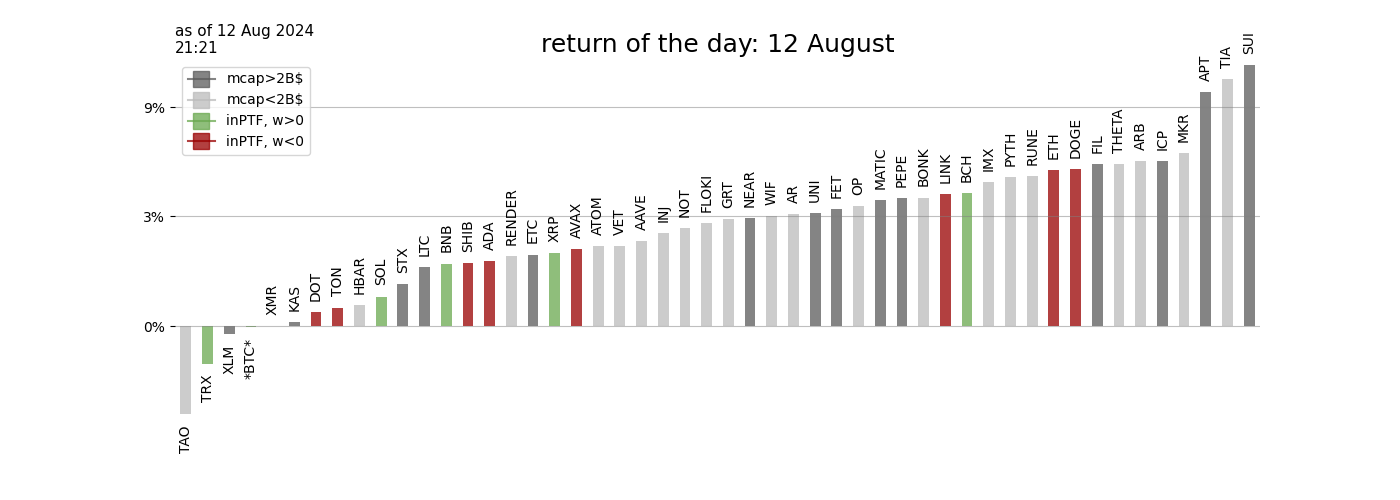 as of 12 Aug 2024
21:21
return of the day: 12 August
mcap>2B$
mcap<2B$
inPTF, w>0
inPTF, w<0
9%
3%
0%
TAO
TRX
XLM
*BTC*
XMR
KAS
DOT
TON
HBAR
SOL
STX
LTC
BNB
SHIB
ADA
RENDER
ETC
XRP
AVAX
ATOM
VET
AAVE
INJ
NOT
FLOKI
GRT
NEAR
WIF
AR
UNI
FET
OP
MATIC
PEPE
BONK
LINK
BCH
IMX
PYTH
RUNE
ETH
DOGE
FIL
THETA
ARB
ICP
MKR
APT
TIA
SUI